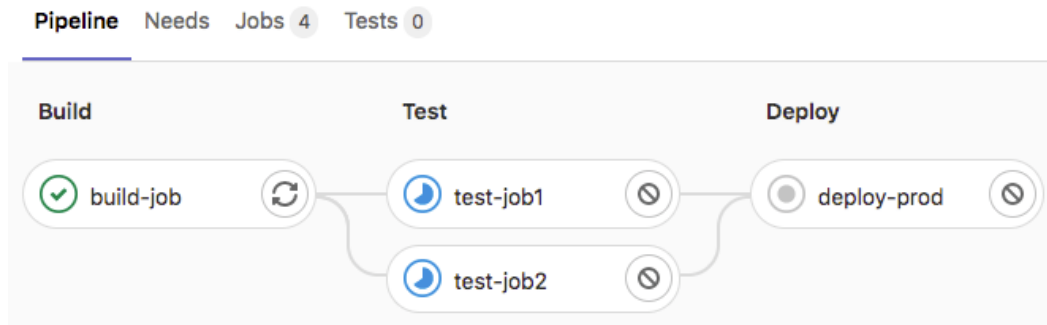 Pipeline Needs Jobs 4 Tests 0
Build Test Deploy
build-job test-job1 deploy-prod
test-job2